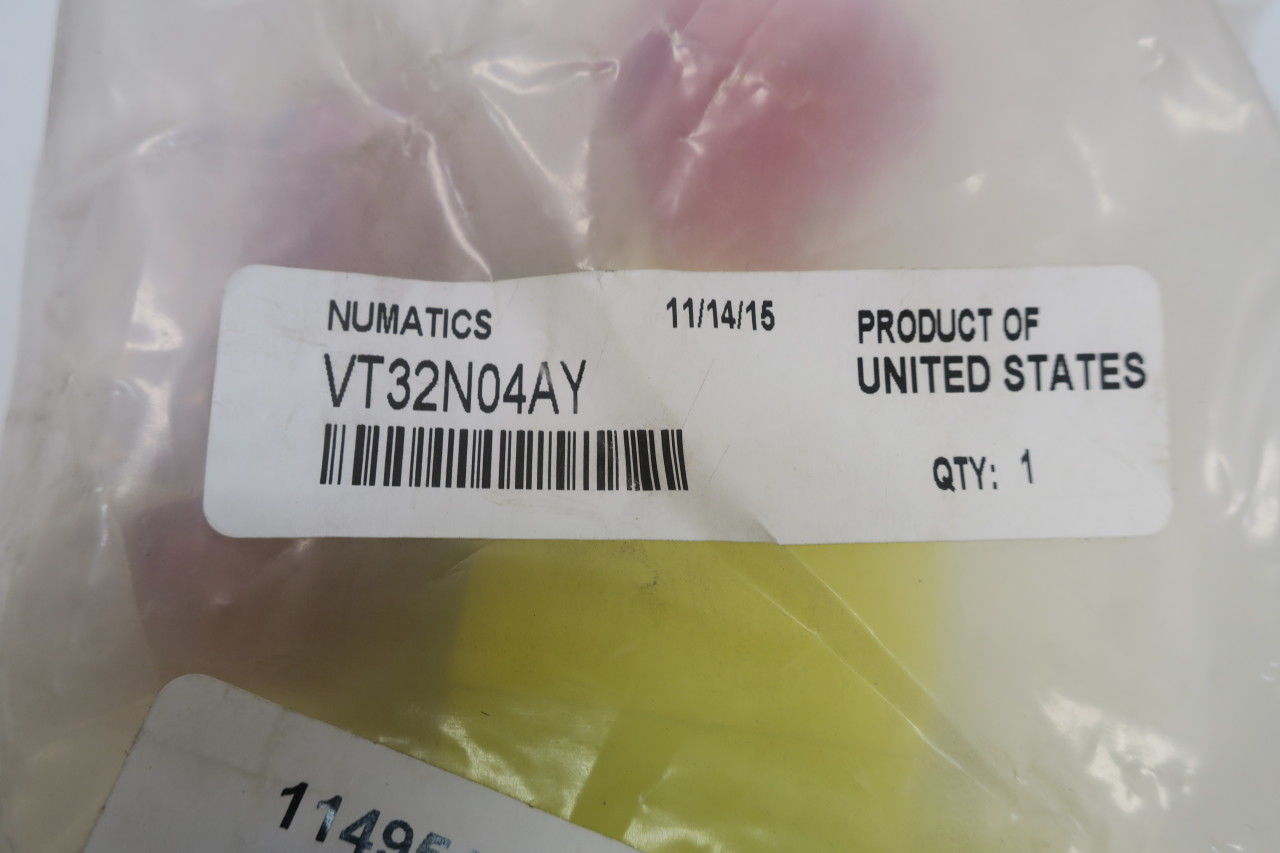 NUMATICS
11/14/15
VT32N04AY
PRODUCT OF
UNITED STATES
QTY: 1